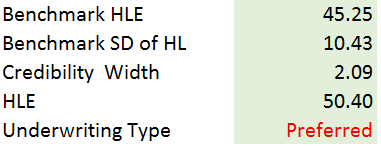 Benchmark HLE 45.25
Benchmark SD of HL 10.43
Credibility Width 2.09
HLE 50.40
Underwriting Type Preferred